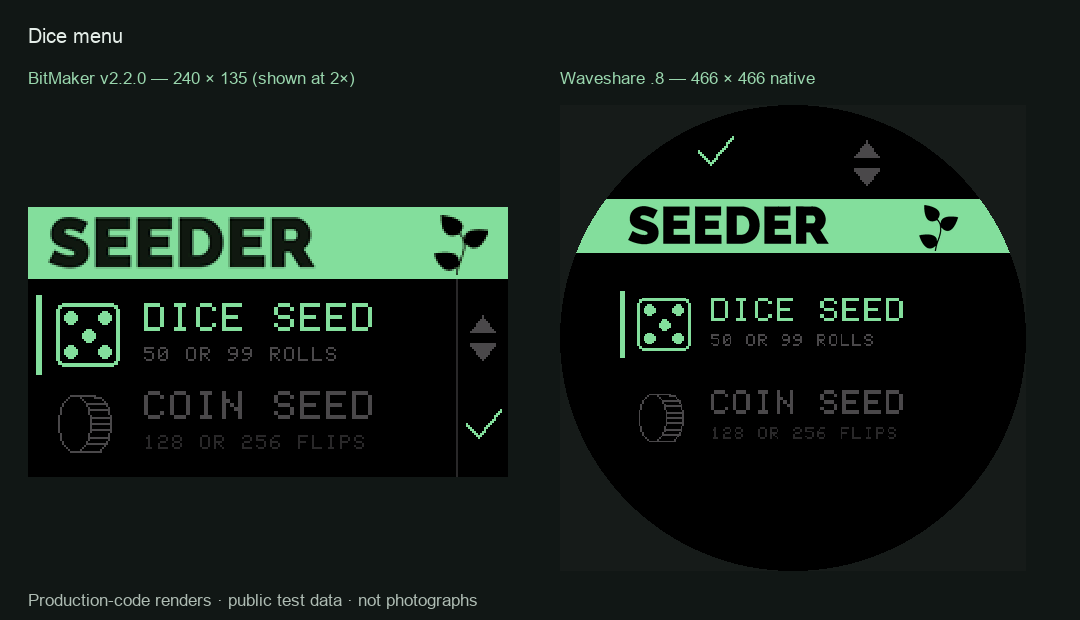 Dice menu
BitMaker v2.2.0 — 240 × 135 (shown at 2×)
Waveshare .8 — 466 × 466 native
SEEDER
DICE SEED
50 OR 99 ROLLS
COIN SEED
128 OR 256 FLIPS
SEEDER
DICE SEED
50 OR 99 ROLLS
COIN SEED
128 OR 256 FLIPS
Production-code renders · public test data · not photographs